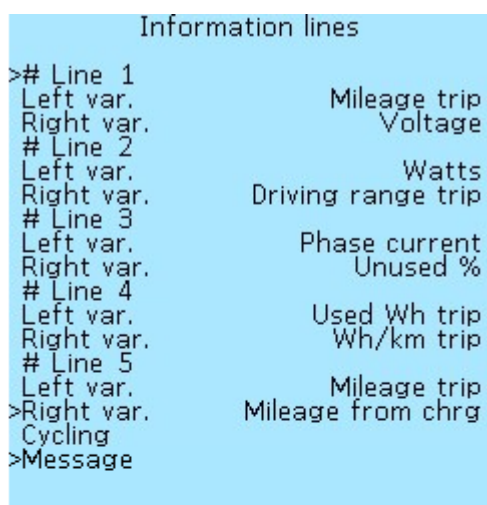 Information lines
># Line 1
Left var. Mileage trip
Right var. Voltage
# Line 2
Left var. Watts
Right var. Driving range trip
# Line 3
Left var. Phase current
Right var. Unused %
# Line 4
Left var. Used Wh trip
Right var. Wh/km trip
# Line 5
Left var. Mileage trip
>Right var. Mileage from chrg
Cycling
>Message